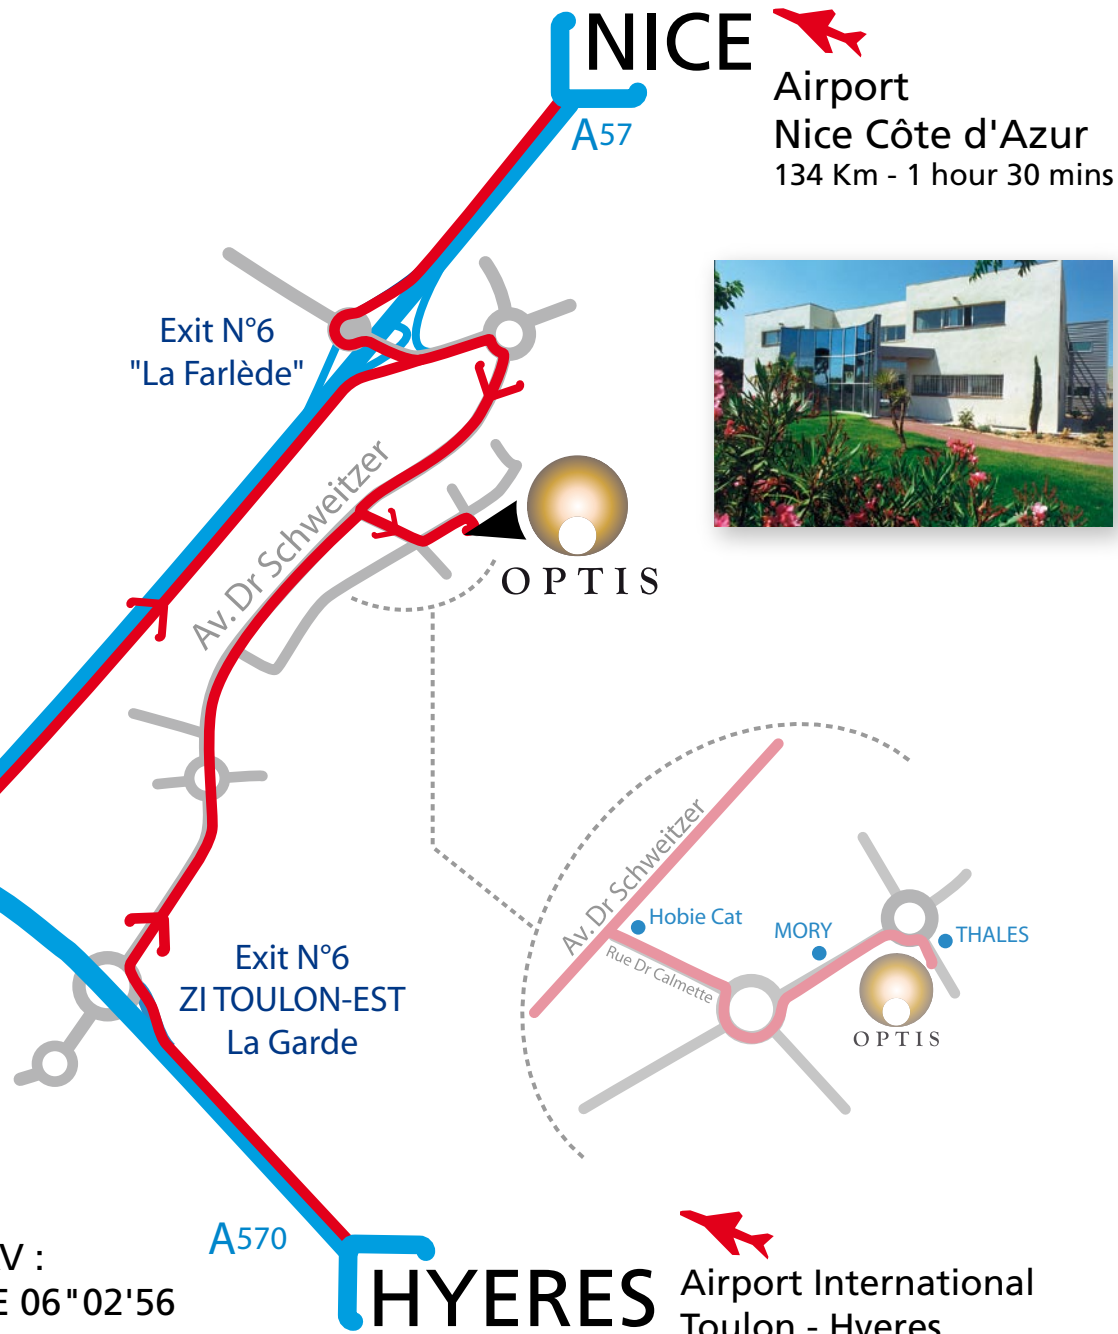 NICE
Airport
Nice Côte d'Azur
134 Km - 1 hour 30 mins
A57
Exit N°6
"La Farlède"
Av. Dr Schweitzer
OPTIS
Av. Dr Schweitzer
Hobie Cat
MORY
THALES
Rue Dr Calmette
OPTIS
Exit N°6
ZI TOULON-EST
La Garde
A570
V :
E 06"02'56
HYERES
Airport International
Toulon - Hyeres